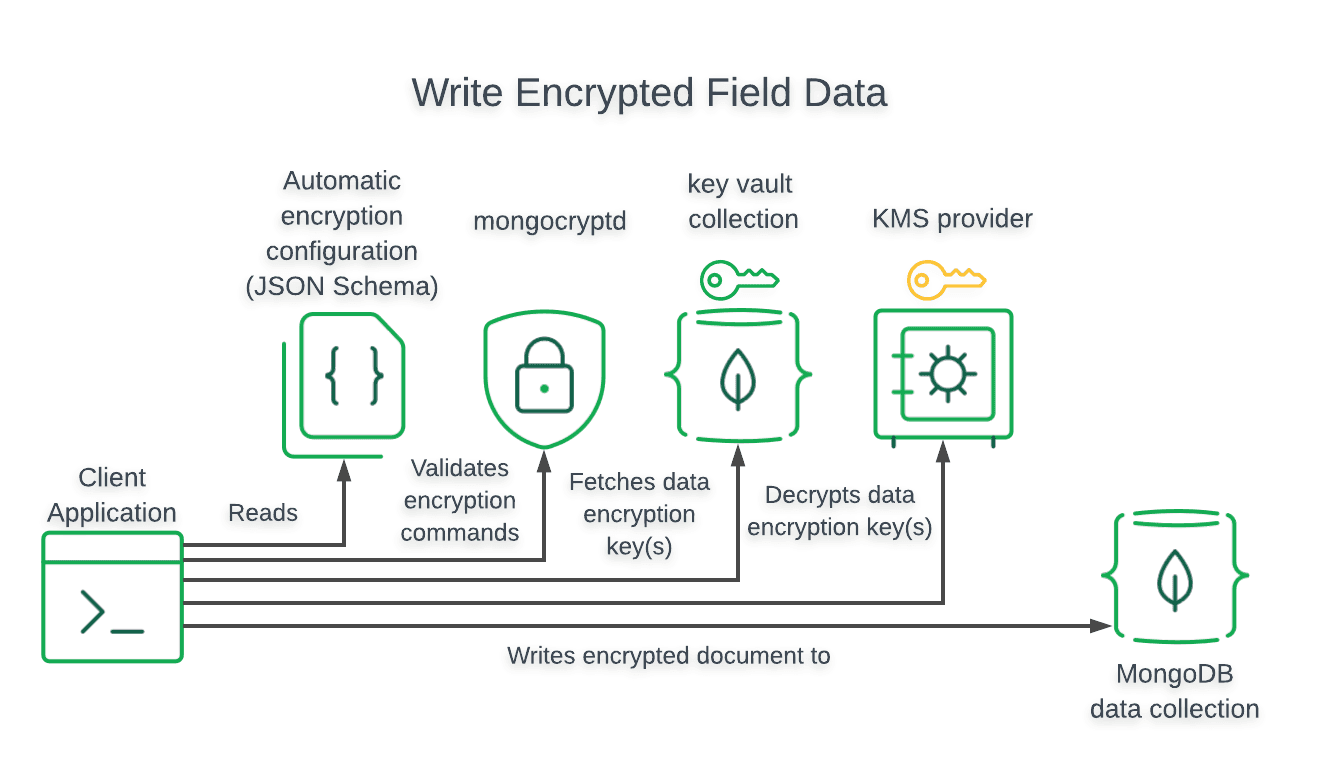 Write Encrypted Field Data
Automatic
encryption
configuration
(JSON Schema)
mongocryptd
key vault
collection
KMS provider
{ }
Client
Application
>_
Reads
Validates
encryption
commands
Fetches data
encryption
key(s)
Decrypts data
encryption key(s)
Writes encrypted document to
MongoDB
data collection